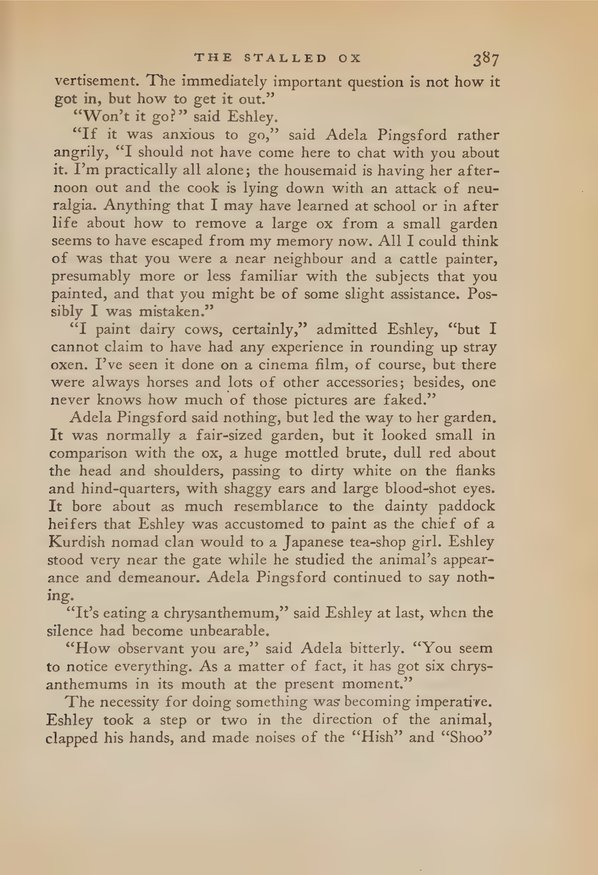 THE STALLED OX 387
vertisement. The immediately important question is not how it
got in, but how to get it out.”
“Won’t it go?” said Eshley.
“If it was anxious to go,” said Adela Pingsford rather
angrily, “I should not have come here to chat with you about
it. I’m practically all alone; the housemaid is having her after-
noon out and the cook is lying down with an attack of neu-
ralgia. Anything that I may have learned at school or in after
life about how to remove a large ox from a small garden
seems to have escaped from my memory now. All I could think
of was that you were a near neighbour and a cattle painter,
presumably more or less familiar with the subjects that you
painted, and that you might be of some slight assistance. Pos-
sibly I was mistaken.”
“I paint dairy cows, certainly,” admitted Eshley, “but I
cannot claim to have had any experience in rounding up stray
oxen. I’ve seen it done on a cinema film, of course, but there
were always horses and lots of other accessories; besides, one
never knows how much of those pictures are faked.”
Adela Pingsford said nothing, but led the way to her garden.
It was normally a fair-sized garden, but it looked small in
comparison with the ox, a huge mottled brute, dull red about
the head and shoulders, passing to dirty white on the flanks
and hind-quarters, with shaggy ears and large blood-shot eyes.
It bore about as much resemblance to the dainty paddock
heifers that Eshley was accustomed to paint as the chief of a
Kurdish nomad clan would to a Japanese tea-shop girl. Eshley
stood very near the gate while he studied the animal’s appear-
ance and demeanour. Adela Pingsford continued to say noth-
ing.
“It’s eating a chrysanthemum,” said Eshley at last, when the
silence had become unbearable.
“How observant you are,” said Adela bitterly. “You seem
to notice everything. As a matter of fact, it has got six chrys-
anthemums in its mouth at the present moment.”
The necessity for doing something was becoming imperative.
Eshley took a step or two in the direction of the animal,
clapped his hands, and made noises of the “Hish” and “Shoo”